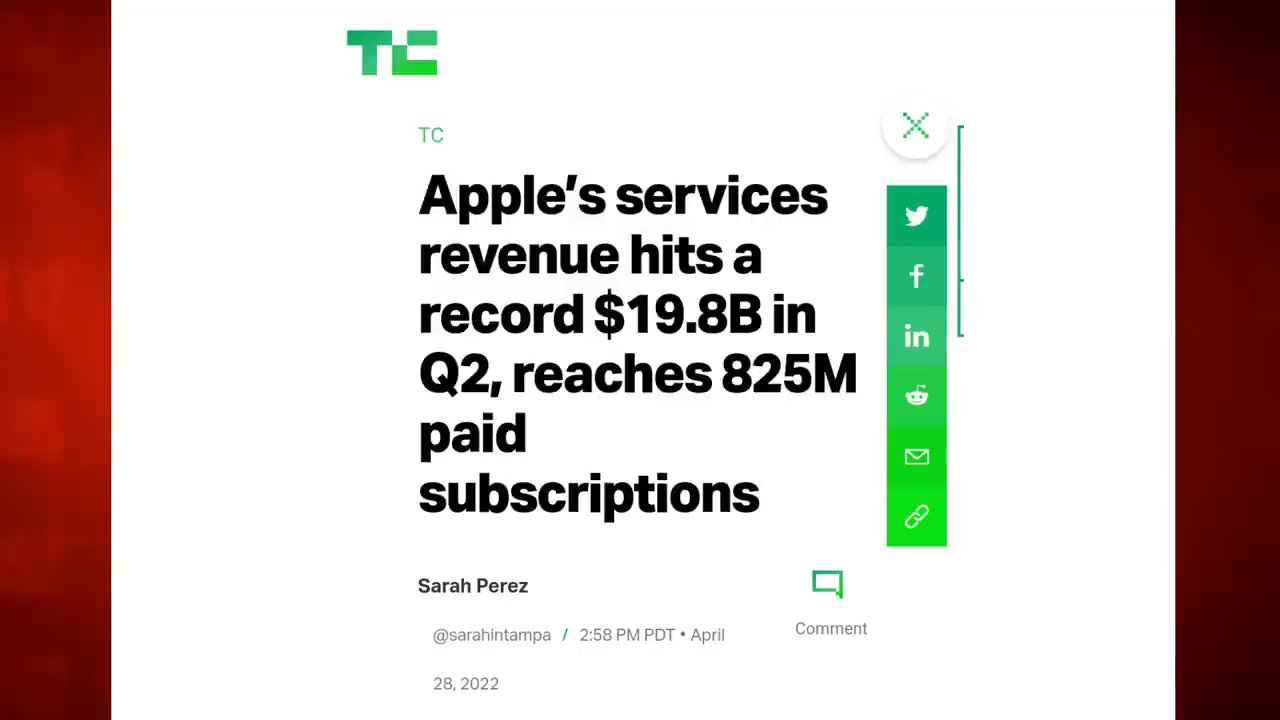 TC
TC
Apple's services
revenue hits a
record $19.8B in
Q2, reaches 825M
paid
subscriptions
f
in
Sarah Perez
@sarahintampa / 2:58 PM PDT • April
28, 2022
Comment